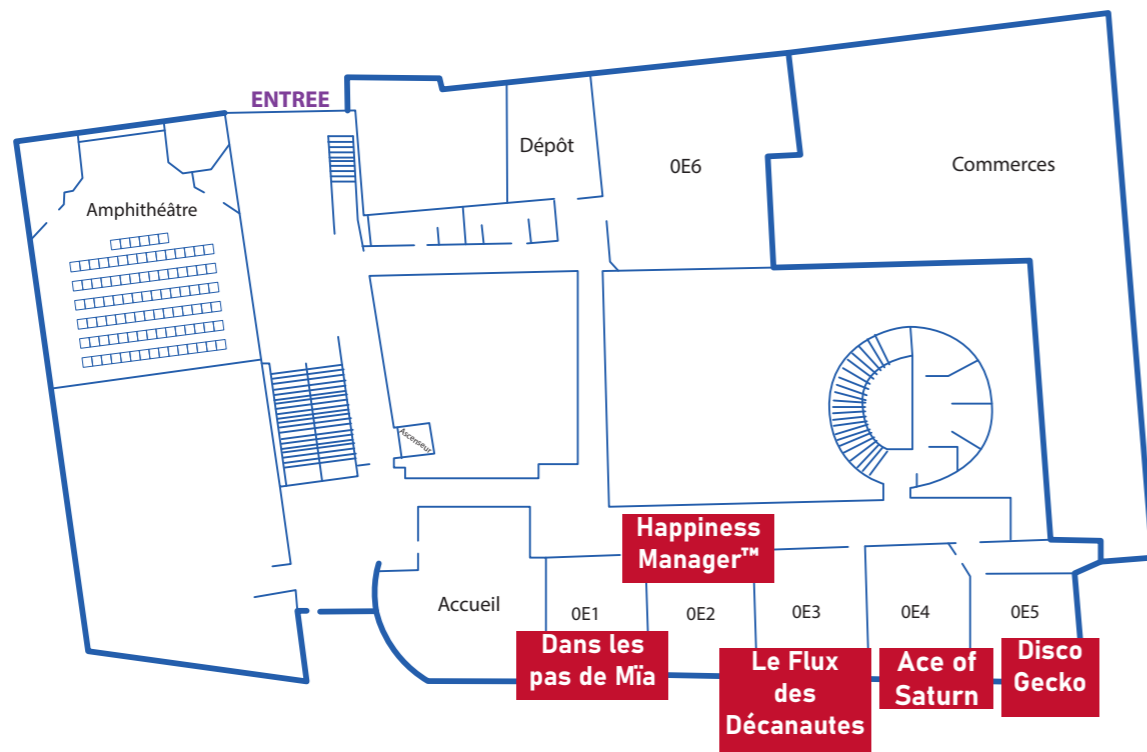 ENTREE
Dépôt
0E6
Commerces
Amphithéâtre
Ascenseur
Happiness
Manager™
Accueil
0E1
0E2
0E3
0E4
0E5
Dans les
pas de Mïa
Le Flux
des
Décanautes
Ace of
Saturn
Disco
Gecko